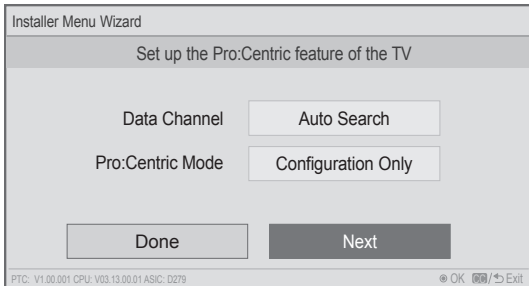 Installer Menu Wizard
Set up the Pro:Centric feature of the TV
Data Channel Auto Search
Pro:Centric Mode Configuration Only
Done Next
PTC: V1.00.001 CPU: V03.13.00.01 ASIC: D279 OK CC/Exit